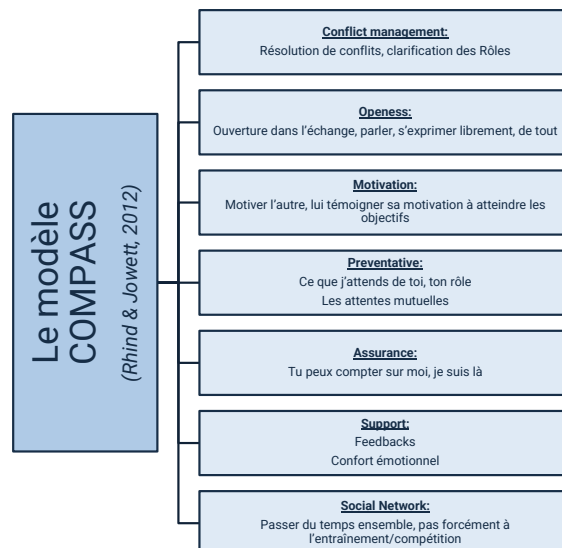 Le modèle
COMPASS
(Rhind & Jowett, 2012)
Conflict management:
Résolution de conflits, clarification des Rôles
Openess:
Ouverture dans l'échange, parler, s'exprimer librement, de tout
Motivation:
Motiver l'autre, lui témoigner sa motivation à atteindre les
objectifs
Preventative:
Ce que j'attends de toi, ton rôle
Les attentes mutuelles
Assurance:
Tu peux compter sur moi, je suis là
Support:
Feedbacks
Confort émotionnel
Social Network:
Passer du temps ensemble, pas forcément à
l'entraînement/compétition